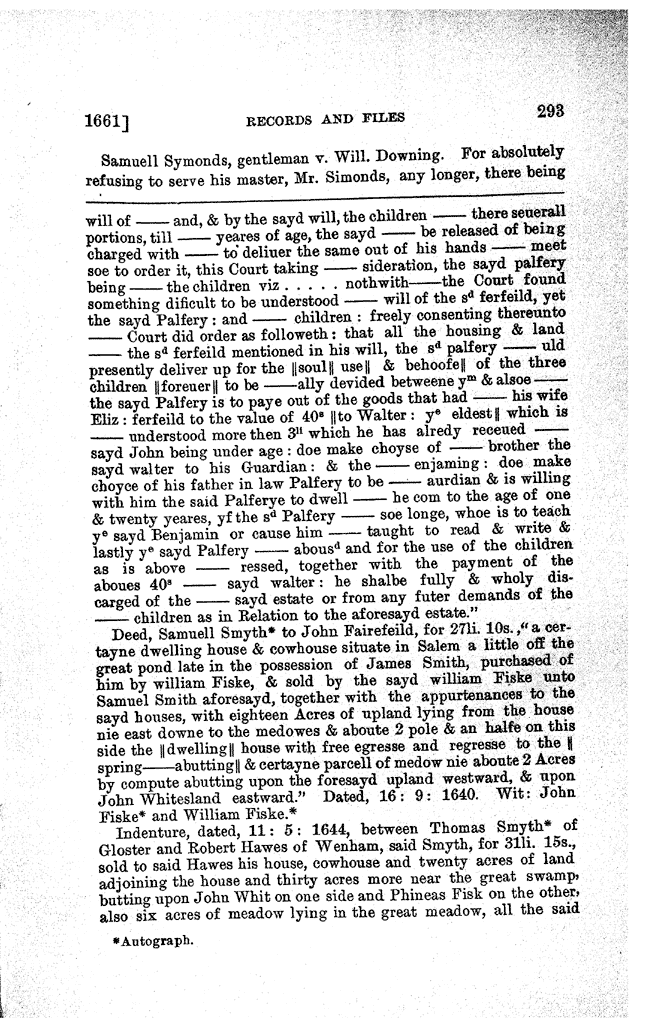 1661] RECORDS AND FILES 293
Samuell Symonds, gentleman v. Will. Downing. For absolutely
refusing to serve his master, Mr. Simonds, any longer, there being
will of —— and, & by the sayd will, the children —— there seuerall
portions, till —— yeares of age, the sayd —— be released of being
charged with —— to deliuer the same out of his hands —— meet
soe to order it, this Court taking —— sideration, the sayd palfery
being —— the children viz . . . . . nothwith——the Court found
something dificult to be understood —— will of the sᵈ ferfeild, yet
the sayd Palfery : and —— children : freely consenting thereunto
—— Court did order as followeth : that all the housing & land
—— the sᵈ ferfeild mentioned in his will, the sᵈ palfery —— uld
presently deliver up for the ‖soul‖ use‖ & behoofe‖ of the three
children ‖foreuer‖ to be ——ally devided betweene yᵐ & alsoe ——
the sayd Palfery is to paye out of the goods that had —— his wife
Eliz : ferfeild to the value of 40ˢ ‖to Walter : yᵉ eldest‖ which is
—— understood more then 3ˡⁱ which he has alredy receued ——
sayd John being under age : doe make choyse of —— brother the
sayd walter to his Guardian : & the —— enjaming : doe make
choyce of his father in law Palfery to be —— aurdian & is willing
with him the said Palferye to dwell —— he com to the age of one
& twenty yeares, yf the sᵈ Palfery —— soe longe, whoe is to teach
yᵉ sayd Benjamin or cause him —— taught to read & write &
lastly yᵉ sayd Palfery —— abousᵈ and for the use of the children
as is above —— ressed, together with the payment of the
aboues 40ˢ —— sayd walter : he shalbe fully & wholy dis-
carged of the —— sayd estate or from any futer demands of the
—— children as in Relation to the aforesayd estate."
Deed, Samuell Smyth* to John Fairefeild, for 27li. 10s.,"a cer-
tayne dwelling house & cowhouse situate in Salem a little off the
great pond late in the possession of James Smith, purchased of
him by william Fiske, & sold by the sayd william Fiske unto
Samuel Smith aforesayd, together with the appurtenances to the
sayd houses, with eighteen Acres of upland lying from the house
nie east downe to the medowes & aboute 2 pole & an halfe on this
side the ‖dwelling‖ house with free egresse and regresse to the ‖
spring——abutting‖ & certayne parcell of medow nie aboute 2 Acres
by compute abutting upon the foresayd upland westward, & upon
John Whitesland eastward." Dated, 16 : 9 : 1640. Wit : John
Fiske* and William Fiske.*
Indenture, dated, 11 : 5 : 1644, between Thomas Smyth* of
Gloster and Robert Hawes of Wenham, said Smyth, for 31li. 15s.,
sold to said Hawes his house, cowhouse and twenty acres of land
adjoining the house and thirty acres more near the great swamp,
butting upon John Whit on one side and Phineas Fisk on the other,
also six acres of meadow lying in the great meadow, all the said
*Autograph.